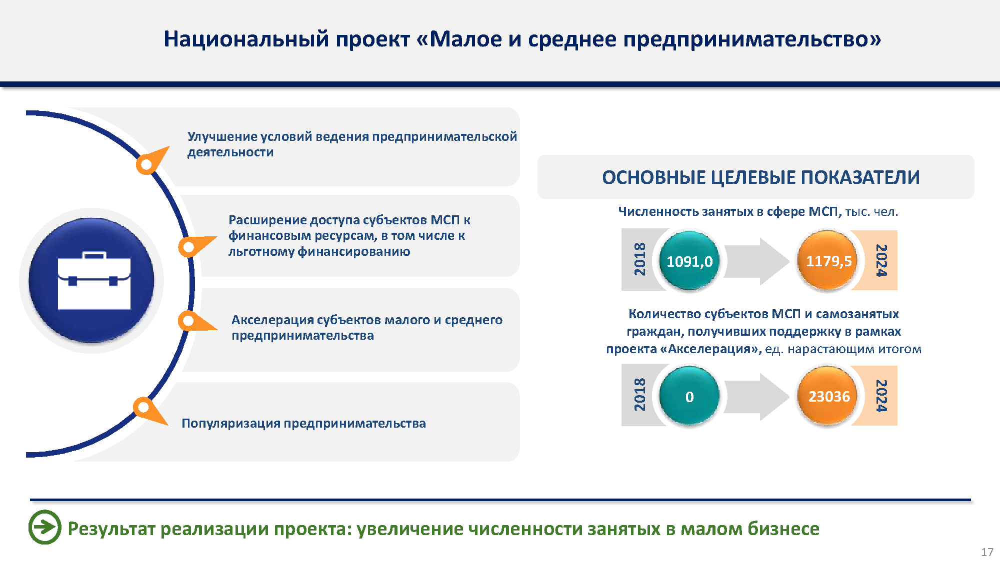 Национальный проект «Малое и среднее предпринимательство»
Улучшение условий ведения предпринимательской
деятельности
Расширение доступа субъектов МСП к
финансовым ресурсам, в том числе к
льготному финансированию
Акселерация субъектов малого и среднего
предпринимательства
Популяризация предпринимательства
ОСНОВНЫЕ ЦЕЛЕВЫЕ ПОКАЗАТЕЛИ
Численность занятых в сфере МСП, тыс. чел.
2018
1091,0
1179,5
2024
Количество субъектов МСП и самозанятых
граждан, получивших поддержку в рамках
проекта «Акселерация», ед. нарастающим итогом
2018
0
23036
2024
Результат реализации проекта: увеличение численности занятых в малом бизнесе
17